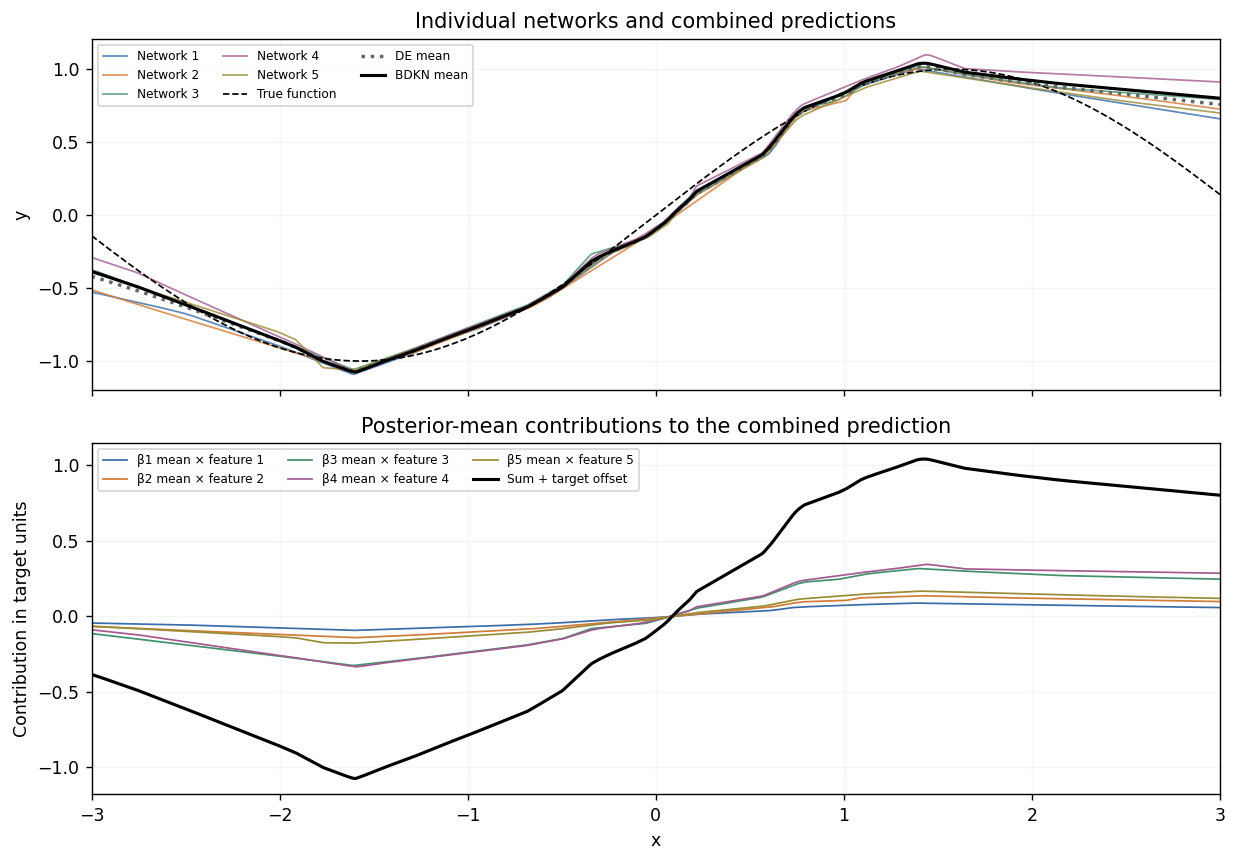 Individual networks and combined predictions
Network 1
Network 2
Network 3
Network 4
Network 5
True function
DE mean
BDKN mean
1.0
0.5
0.0
−0.5
−1.0
y
Posterior-mean contributions to the combined prediction
β1 mean × feature 1
β2 mean × feature 2
β3 mean × feature 3
β4 mean × feature 4
β5 mean × feature 5
Sum + target offset
1.0
0.5
0.0
−0.5
−1.0
Contribution in target units
−3
−2
−1
0
1
2
3
x